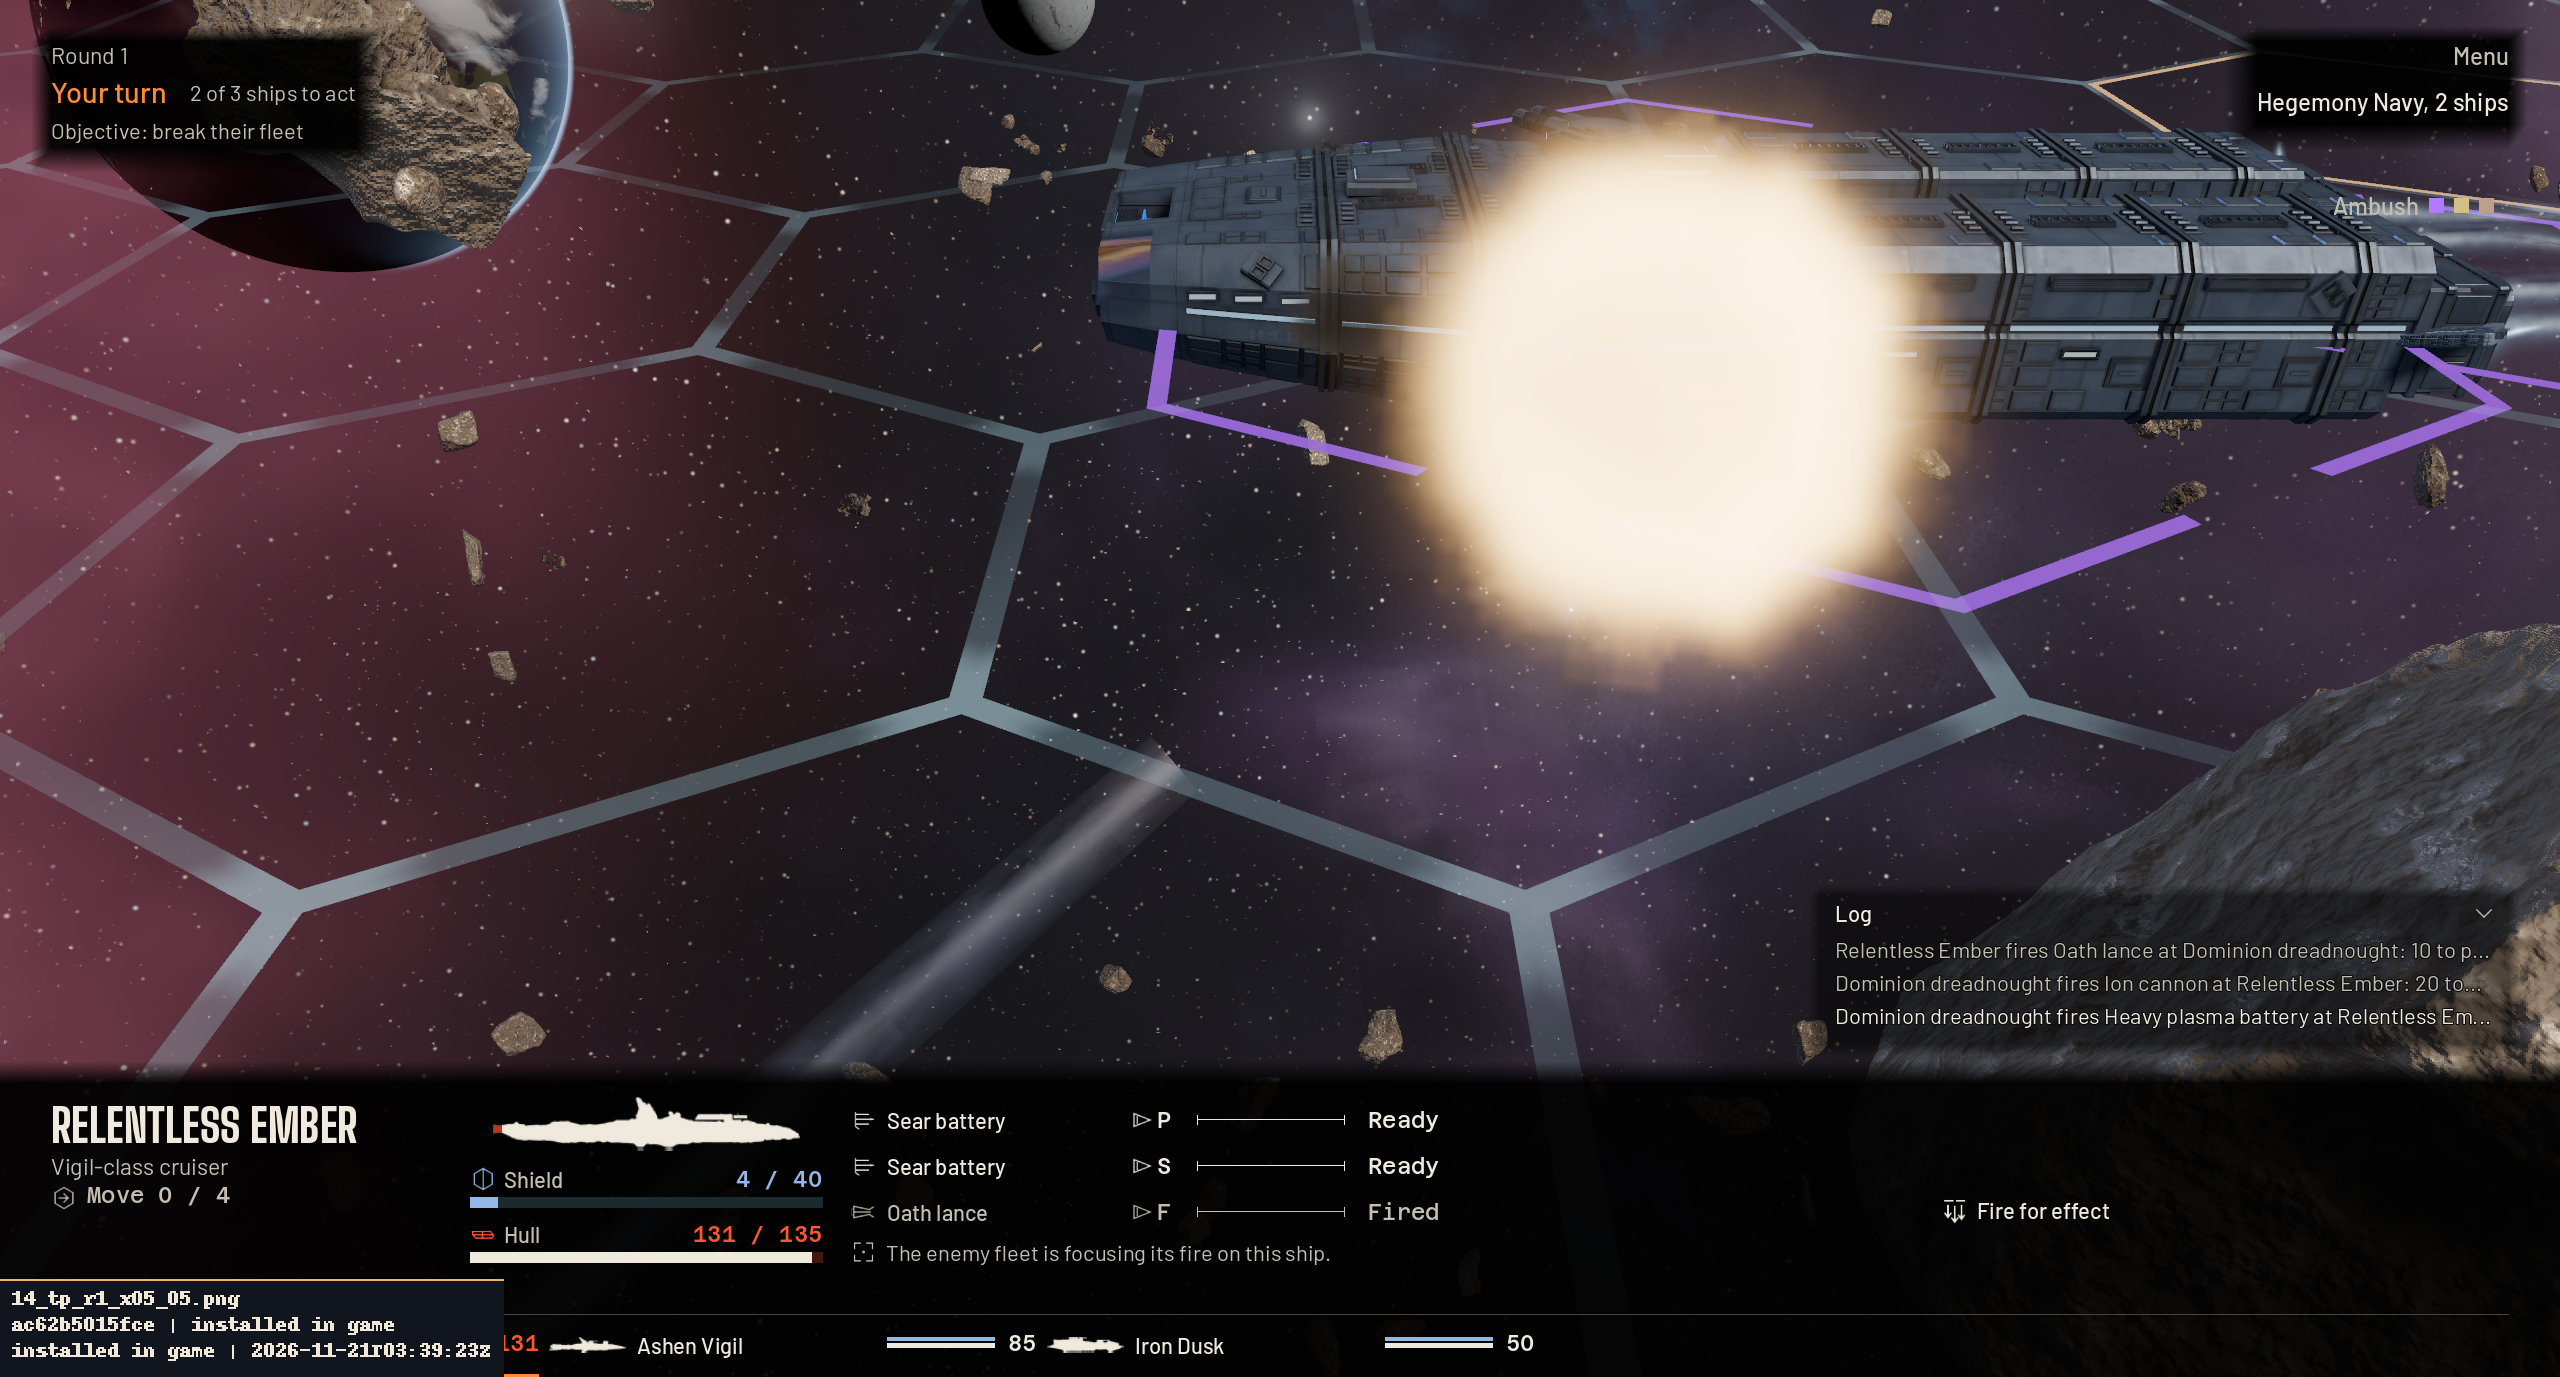 Round 1
Your turn 2 of 3 ships to act
Objective: break their fleet
Menu
Hegemony Navy, 2 ships
Ambush
Log
Relentless Ember fires Oath lance at Dominion dreadnought: 10 to p...
Dominion dreadnought fires Ion cannon at Relentless Ember: 20 to...
Dominion dreadnought fires Heavy plasma battery at Relentless Em...
RELENTLESS EMBER
Vigil-class cruiser
Move 0 / 4
Shield 4 / 40
Hull 131 / 135
Sear battery P Ready
Sear battery S Ready
Oath lance F Fired
The enemy fleet is focusing its fire on this ship.
Fire for effect
14_tp_r1_x05_05.png
ac62b5015fce | installed in game
installed in game | 2026-11-21T03:39:23Z
131 Ashen Vigil 85 Iron Dusk 50